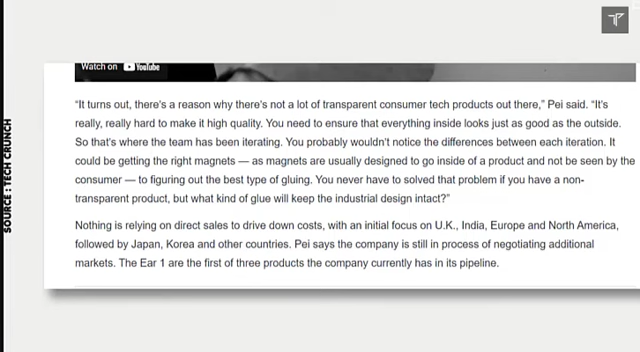 Watch on YouTube
"It turns out, there's a reason why there's not a lot of transparent consumer tech products out there," Pei said. "It's
really, really hard to make it high quality. You need to ensure that everything inside looks just as good as the outside.
So that's where the team has been iterating. You probably wouldn't notice the differences between each iteration. It
could be getting the right magnets — as magnets are usually designed to go inside of a product and not be seen by the
consumer — to figuring out the best type of gluing. You never have to solved that problem if you have a non-
transparent product, but what kind of glue will keep the industrial design intact?"
Nothing is relying on direct sales to drive down costs, with an initial focus on U.K., India, Europe and North America,
followed by Japan, Korea and other countries. Pei says the company is still in process of negotiating additional
markets. The Ear 1 are the first of three products the company currently has in its pipeline.
SOURCE : TECH CRUNCH